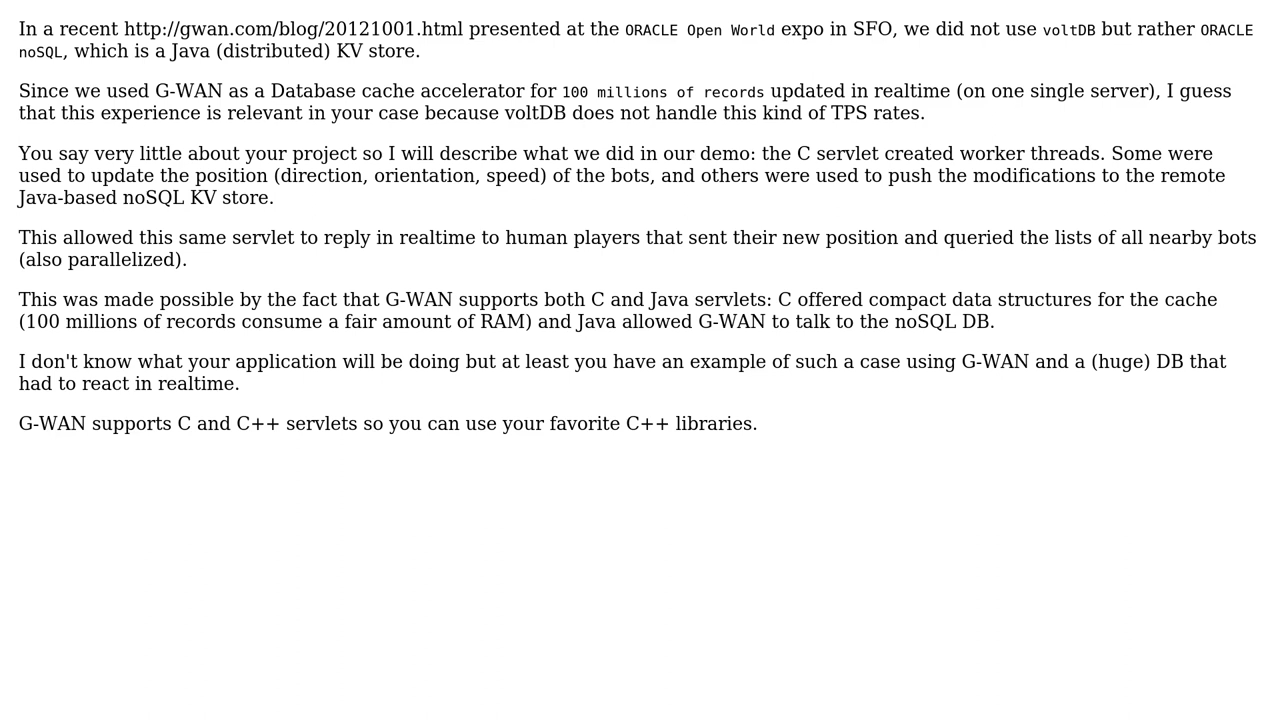 In a recent http://gwan.com/blog/20121001.html presented at the ORACLE Open World expo in SFO, we did not use voltDB but rather ORACLE
noSQL, which is a Java (distributed) KV store.
Since we used G-WAN as a Database cache accelerator for 100 millions of records updated in realtime (on one single server), I guess
that this experience is relevant in your case because voltDB does not handle this kind of TPS rates.
You say very little about your project so I will describe what we did in our demo: the C servlet created worker threads. Some were
used to update the position (direction, orientation, speed) of the bots, and others were used to push the modifications to the remote
Java-based noSQL KV store.
This allowed this same servlet to reply in realtime to human players that sent their new position and queried the lists of all nearby bots
(also parallelized).
This was made possible by the fact that G-WAN supports both C and Java servlets: C offered compact data structures for the cache
(100 millions of records consume a fair amount of RAM) and Java allowed G-WAN to talk to the noSQL DB.
I don't know what your application will be doing but at least you have an example of such a case using G-WAN and a (huge) DB that
had to react in realtime.
G-WAN supports C and C++ servlets so you can use your favorite C++ libraries.